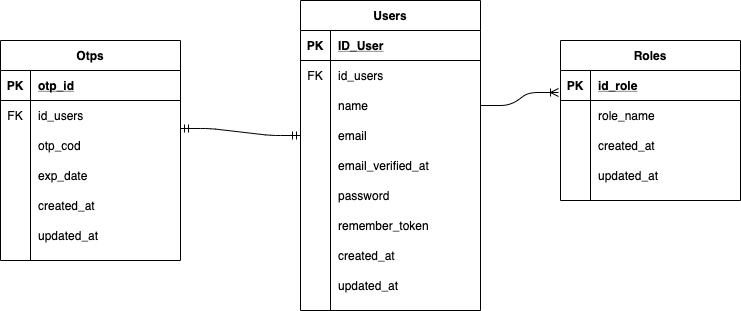 Otps
PK otp_id
FK id_users
otp_cod
exp_date
created_at
updated_at
Users
PK ID_User
FK id_users
name
email
email_verified_at
password
remember_token
created_at
updated_at
Roles
PK id_role
role_name
created_at
updated_at